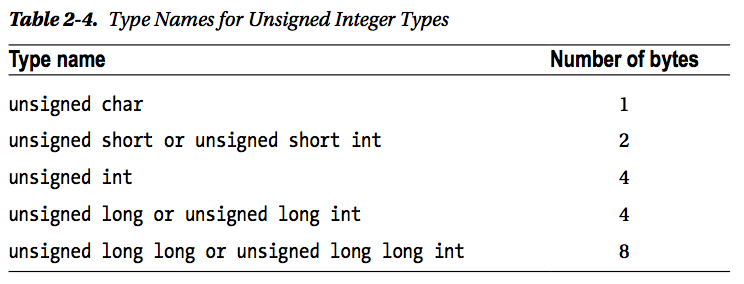 Table 2-4. Type Names for Unsigned Integer Types
Type name Number of bytes
unsigned char 1
unsigned short or unsigned short int 2
unsigned int 4
unsigned long or unsigned long int 4
unsigned long long or unsigned long long int 8